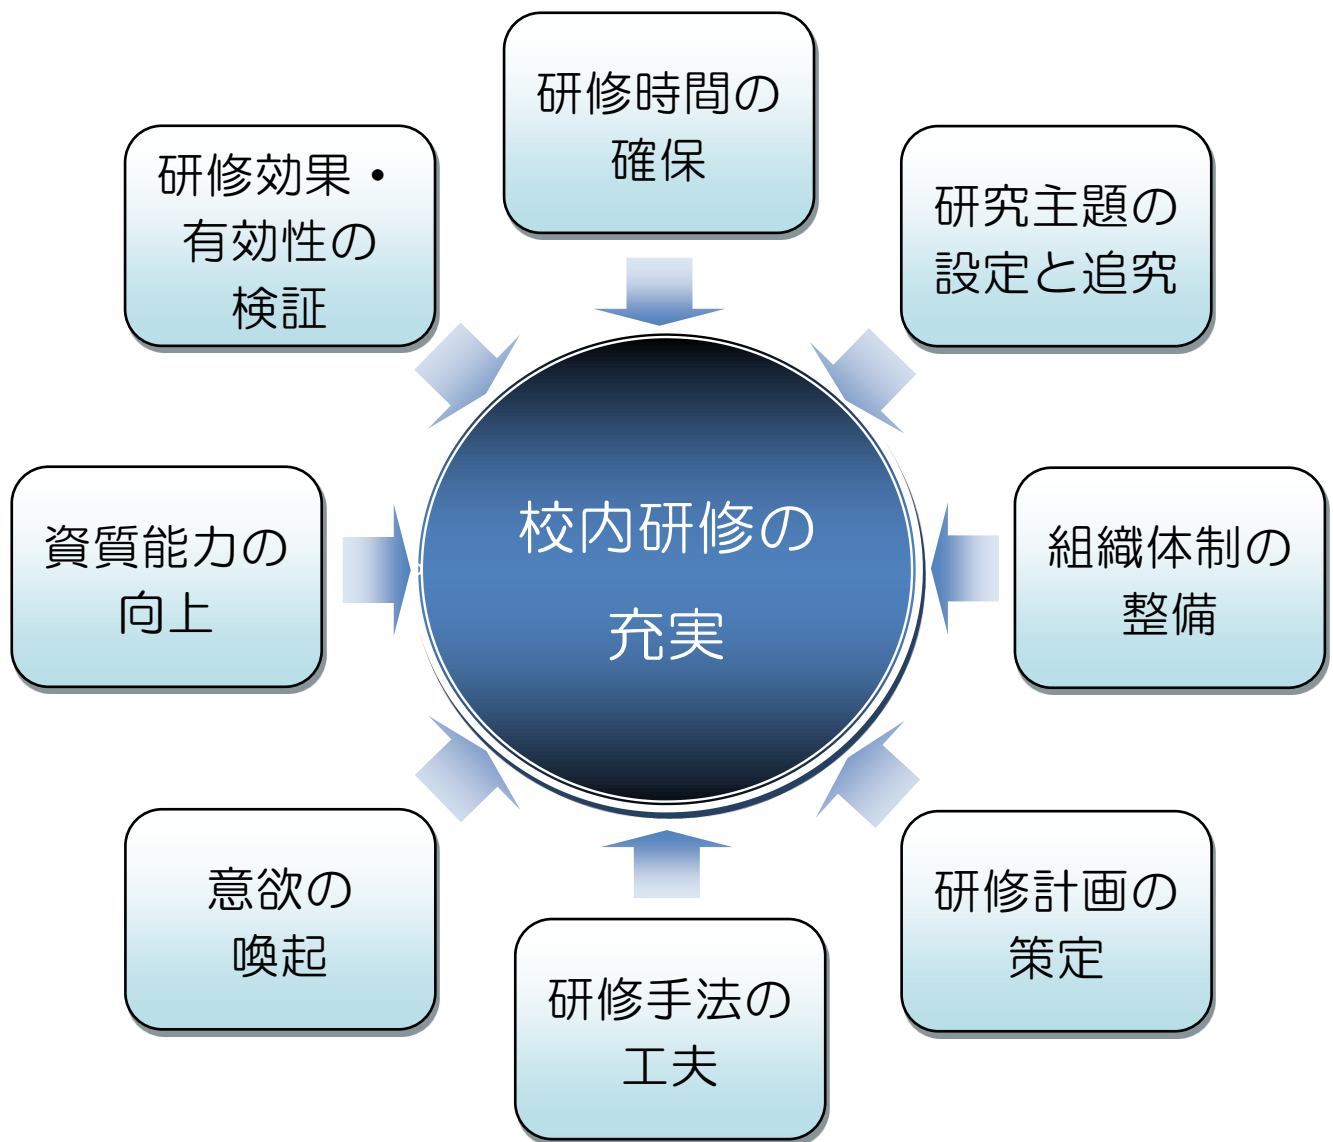 研修時間の
確保
研究主題の
設定と追究
組織体制の
整備
研修計画の
策定
研修手法の
工夫
意欲の
喚起
資質能力の
向上
研修効果・
有効性の
検証
校内研修の
充実